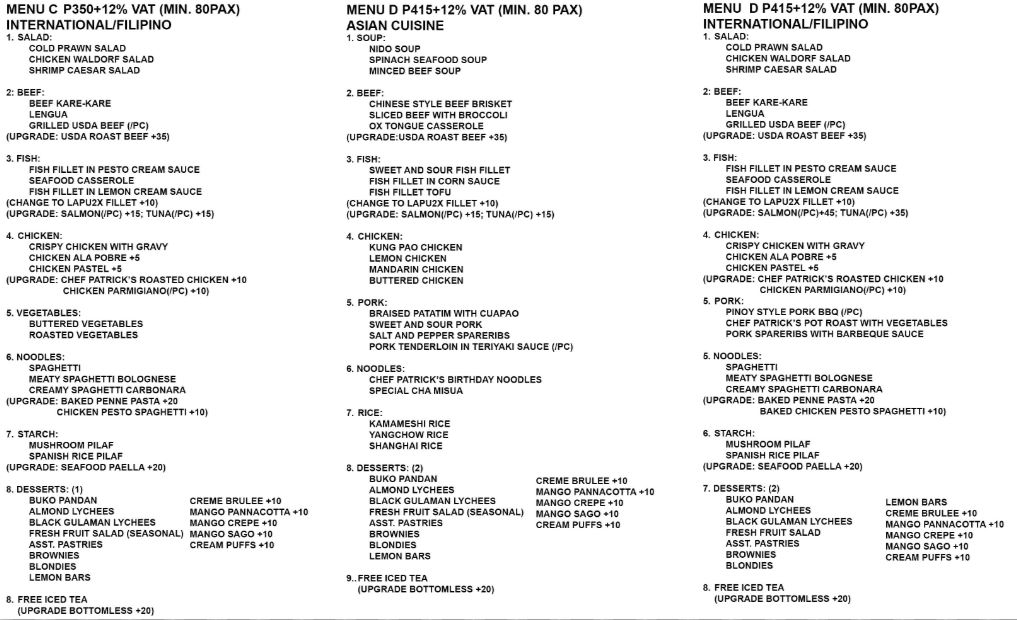 MENU C P350+12% VAT (MIN. 80PAX)
INTERNATIONAL/FILIPINO
1. SALAD:
COLD PRAWN SALAD
CHICKEN WALDORF SALAD
SHRIMP CAESAR SALAD
2: BEEF:
BEEF KARE-KARE
LENGUA
GRILLED USDA BEEF (/PC)
(UPGRADE: USDA ROAST BEEF +35)
3. FISH:
FISH FILLET IN PESTO CREAM SAUCE
SEAFOOD CASSEROLE
FISH FILLET IN LEMON CREAM SAUCE
(CHANGE TO LAPU2X FILLET +10)
(UPGRADE: SALMON(/PC) +15; TUNA(/PC) +15)
4. CHICKEN:
CRISPY CHICKEN WITH GRAVY
CHICKEN ALA POBRE +5
CHICKEN PASTEL +5
(UPGRADE: CHEF PATRICK'S ROASTED CHICKEN +10
CHICKEN PARMIGIANO(/PC) +10)
5. VEGETABLES:
BUTTERED VEGETABLES
ROASTED VEGETABLES
6. NOODLES:
SPAGHETTI
MEATY SPAGHETTI BOLOGNESE
CREAMY SPAGHETTI CARBONARA
(UPGRADE: BAKED PENNE PASTA +20
CHICKEN PESTO SPAGHETTI +10)
7. STARCH:
MUSHROOM PILAF
SPANISH RICE PILAF
(UPGRADE: SEAFOOD PAELLA +20)
8. DESSERTS: (1)
BUKO PANDAN
ALMOND LYCHEES
BLACK GULAMAN LYCHEES
FRESH FRUIT SALAD (SEASONAL)
ASST. PASTRIES
BROWNIES
BLONDIES
LEMON BARS
CREME BRULEE +10
MANGO PANNACOTTA +10
MANGO CREPE +10
MANGO SAGO +10
CREAM PUFFS +10
8. FREE ICED TEA
(UPGRADE BOTTOMLESS +20)
MENU D P415+12% VAT (MIN. 80 PAX)
ASIAN CUISINE
1. SOUP:
NIDO SOUP
SPINACH SEAFOOD SOUP
MINCED BEEF SOUP
2. BEEF:
CHINESE STYLE BEEF BRISKET
SLICED BEEF WITH BROCCOLI
OX TONGUE CASSEROLE
(UPGRADE:USDA ROAST BEEF +35)
3. FISH:
SWEET AND SOUR FISH FILLET
FISH FILLET IN CORN SAUCE
FISH FILLET TOFU
(CHANGE TO LAPU2X FILLET +10)
(UPGRADE: SALMON(/PC) +15; TUNA(/PC) +15)
4. CHICKEN:
KUNG PAO CHICKEN
LEMON CHICKEN
MANDARIN CHICKEN
BUTTERED CHICKEN
5. PORK:
BRAISED PATATIM WITH CUAPAO
SWEET AND SOUR PORK
SALT AND PEPPER SPARERIBS
PORK TENDERLOIN IN TERIYAKI SAUCE (/PC)
6. NOODLES:
CHEF PATRICK'S BIRTHDAY NOODLES
SPECIAL CHA MISUA
7. RICE:
KAMAMESHI RICE
YANGCHOW RICE
SHANGHAI RICE
8. DESSERTS: (2)
BUKO PANDAN
ALMOND LYCHEES
BLACK GULAMAN LYCHEES
FRESH FRUIT SALAD (SEASONAL)
ASST. PASTRIES
BROWNIES
BLONDIES
LEMON BARS
CREME BRULEE +10
MANGO PANNACOTTA +10
MANGO CREPE +10
MANGO SAGO +10
CREAM PUFFS +10
9..FREE ICED TEA
(UPGRADE BOTTOMLESS +20)
MENU D P415+12% VAT (MIN. 80PAX)
INTERNATIONAL/FILIPINO
1. SALAD:
COLD PRAWN SALAD
CHICKEN WALDORF SALAD
SHRIMP CAESAR SALAD
2: BEEF:
BEEF KARE-KARE
LENGUA
GRILLED USDA BEEF (/PC)
(UPGRADE: USDA ROAST BEEF +35)
3. FISH:
FISH FILLET IN PESTO CREAM SAUCE
SEAFOOD CASSEROLE
FISH FILLET IN LEMON CREAM SAUCE
(CHANGE TO LAPU2X FILLET +10)
(UPGRADE: SALMON(/PC)+45; TUNA(/PC) +35)
4. CHICKEN:
CRISPY CHICKEN WITH GRAVY
CHICKEN ALA POBRE +5
CHICKEN PASTEL +5
(UPGRADE: CHEF PATRICK'S ROASTED CHICKEN +10
CHICKEN PARMIGIANO(/PC) +10)
5. PORK:
PINOY STYLE PORK BBQ (/PC)
CHEF PATRICK'S POT ROAST WITH VEGETABLES
PORK SPARERIBS WITH BARBEQUE SAUCE
5. NOODLES:
SPAGHETTI
MEATY SPAGHETTI BOLOGNESE
CREAMY SPAGHETTI CARBONARA
(UPGRADE: BAKED PENNE PASTA +20
BAKED CHICKEN PESTO SPAGHETTI +10)
6. STARCH:
MUSHROOM PILAF
SPANISH RICE PILAF
(UPGRADE: SEAFOOD PAELLA +20)
7. DESSERTS: (2)
BUKO PANDAN
ALMOND LYCHEES
BLACK GULAMAN LYCHEES
FRESH FRUIT SALAD
ASST. PASTRIES
BROWNIES
BLONDIES
LEMON BARS
CREME BRULEE +10
MANGO PANNACOTTA +10
MANGO CREPE +10
MANGO SAGO +10
CREAM PUFFS +10
8. FREE ICED TEA
(UPGRADE BOTTOMLESS +20)